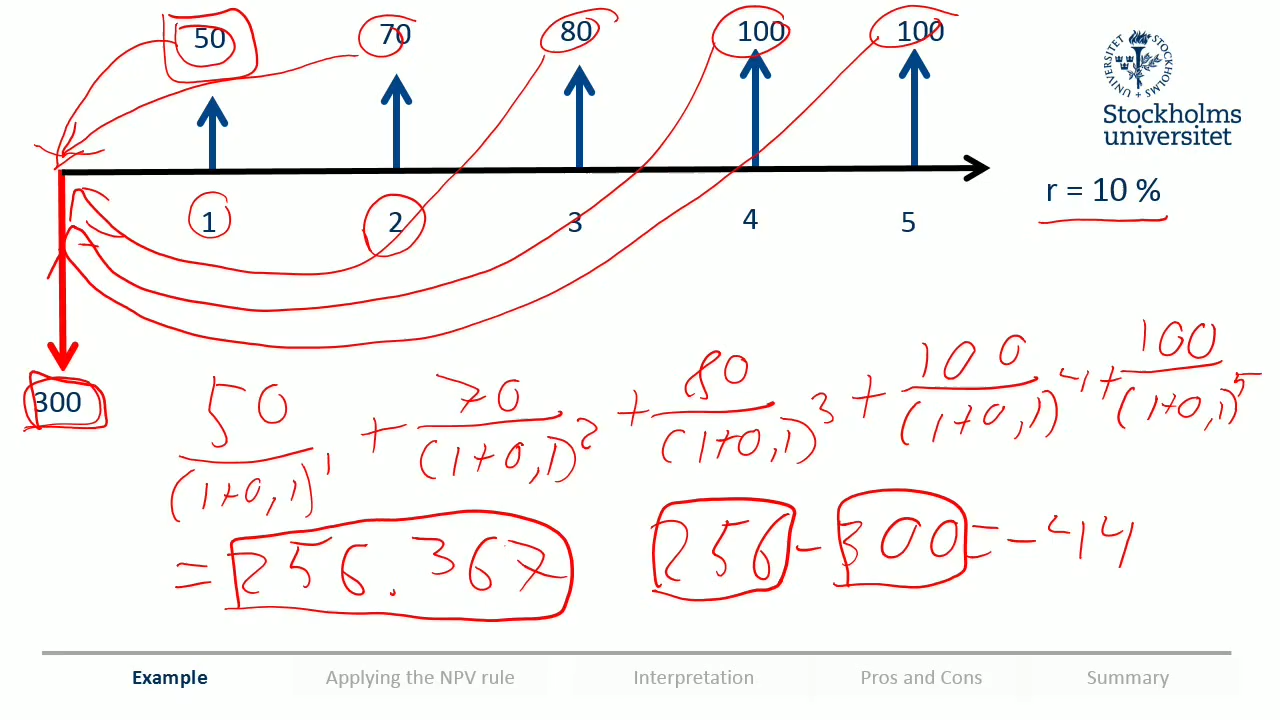 50 70 80 100 100
UNIVERSITET STOCKHOLMS
Stockholms
universitet
r = 10 %
1 2 3 4 5
300
50/(1+0,1)^1 + 70/(1+0,1)^2 + 80/(1+0,1)^3 + 100/(1+0,1)^4 + 100/(1+0,1)^5
= 256.367
256 - 300 = -44
Example Applying the NPV rule Interpretation Pros and Cons Summary